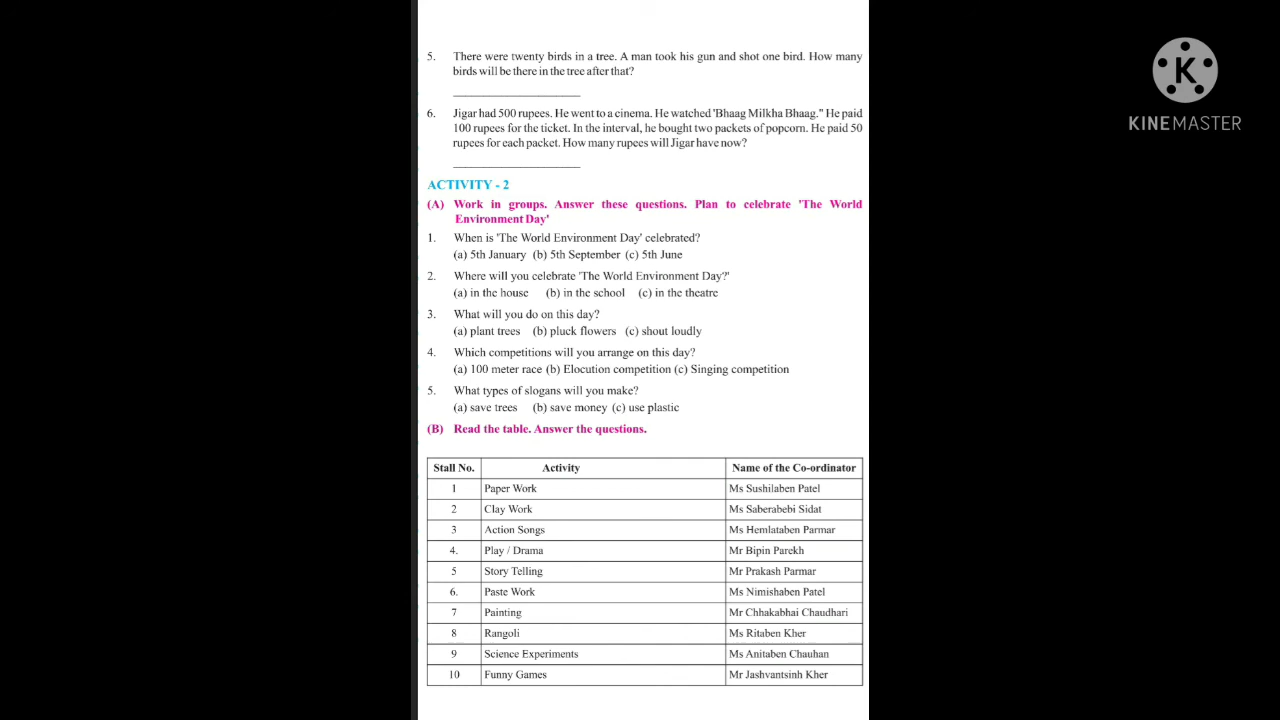 5. There were twenty birds in a tree. A man took his gun and shot one bird. How many
birds will be there in the tree after that?
6. Jigar had 500 rupees. He went to a cinema. He watched 'Bhaag Milkha Bhaag." He paid
100 rupees for the ticket. In the interval, he bought two packets of popcorn. He paid 50
rupees for each packet. How many rupees will Jigar have now?
ACTIVITY - 2
(A) Work in groups. Answer these questions. Plan to celebrate 'The World
Environment Day'
1. When is 'The World Environment Day' celebrated?
(a) 5th January (b) 5th September (c) 5th June
2. Where will you celebrate 'The World Environment Day?'
(a) in the house (b) in the school (c) in the theatre
3. What will you do on this day?
(a) plant trees (b) pluck flowers (c) shout loudly
4. Which competitions will you arrange on this day?
(a) 100 meter race (b) Elocution competition (c) Singing competition
5. What types of slogans will you make?
(a) save trees (b) save money (c) use plastic
(B) Read the table. Answer the questions.
Stall No. Activity Name of the Co-ordinator
1 Paper Work Ms Sushilaben Patel
2 Clay Work Ms Saberabebi Sidat
3 Action Songs Ms Hemlataben Parmar
4. Play / Drama Mr Bipin Parekh
5 Story Telling Mr Prakash Parmar
6. Paste Work Ms Nimishaben Patel
7 Painting Mr Chhakabhai Chaudhari
8 Rangoli Ms Ritaben Kher
9 Science Experiments Ms Anitaben Chauhan
10 Funny Games Mr Jashvantsinh Kher
K
KINEMASTER